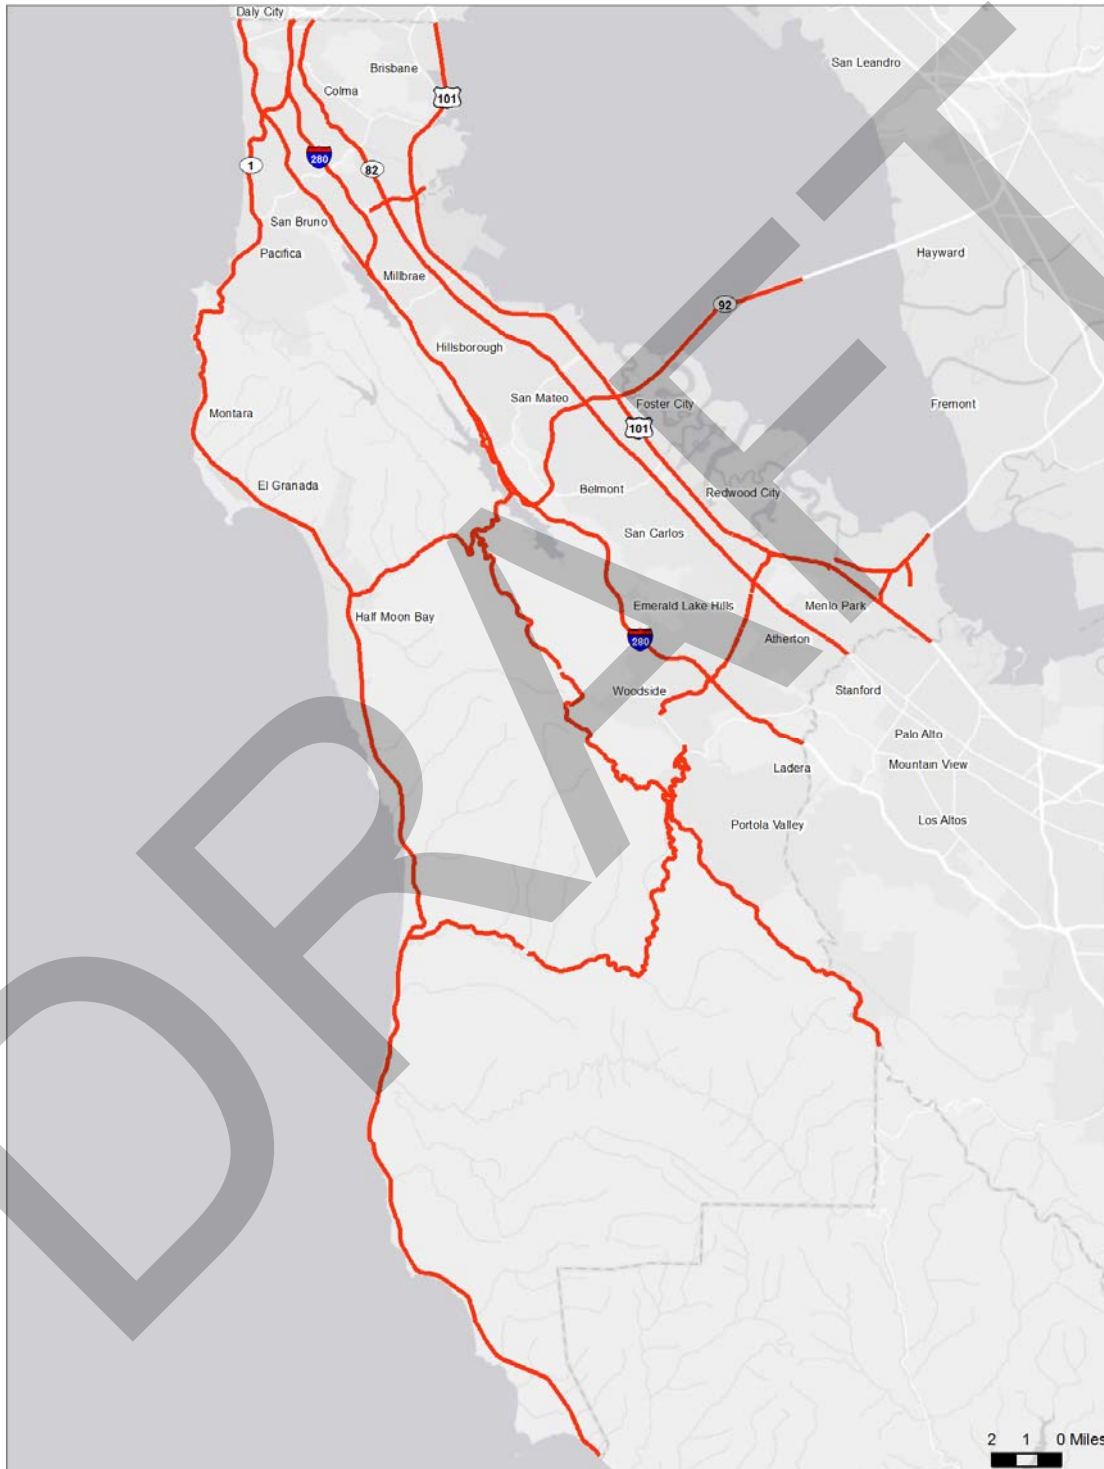 Daly City
San Leandro
Brisbane
Colma
101
280
1
82
San Bruno
Pacifica
Hayward
Millbrae
92
Hillsborough
San Mateo
Foster City
Fremont
Montara
101
El Granada
Belmont
Redwood City
San Carlos
Emerald Lake Hills
Menlo Park
Half Moon Bay
Atherton
280
Woodside
Stanford
Palo Alto
Ladera
Mountain View
Portola Valley
Los Altos
DRAFT
2 1 0 Miles